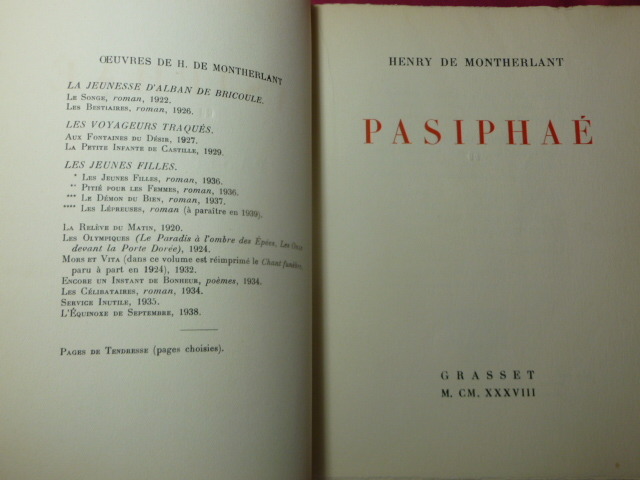 ŒUVRES DE H. DE MONTHERLANT
LA JEUNESSE D'ALBAN DE BRICOULE.
LE SONGE, roman, 1922.
LES BESTIAIRES, roman, 1926.
LES VOYAGEURS TRAQUÉS.
AUX FONTAINES DU DÉSIR, 1927.
LA PETITE INFANTE DE CASTILLE, 1929.
LES JEUNES FILLES.
* LES JEUNES FILLES, roman, 1936.
** PITIÉ POUR LES FEMMES, roman, 1936.
*** LE DÉMON DU BIEN, roman, 1937.
**** LES LÉPREUSES, roman (à paraître en 1939).
LA RELÈVE DU MATIN, 1920.
LES OLYMPIQUES (Le Paradis à l'ombre des Épées, Les
devant la Porte Dorée), 1924.
MORS ET VITA (dans ce volume est réimprimé le Chant funèbre,
paru à part en 1924), 1932.
ENCORE UN INSTANT DE BONHEUR, poèmes, 1934.
LES CÉLIBATAIRES, roman, 1934.
SERVICE INUTILE, 1935.
L'ÉQUINOXE DE SEPTEMBRE, 1938.
PAGES DE TENDRESSE (pages choisies).
HENRY DE MONTHERLANT
PASIPHAÉ
GRASSET
M. CM. XXXVIII